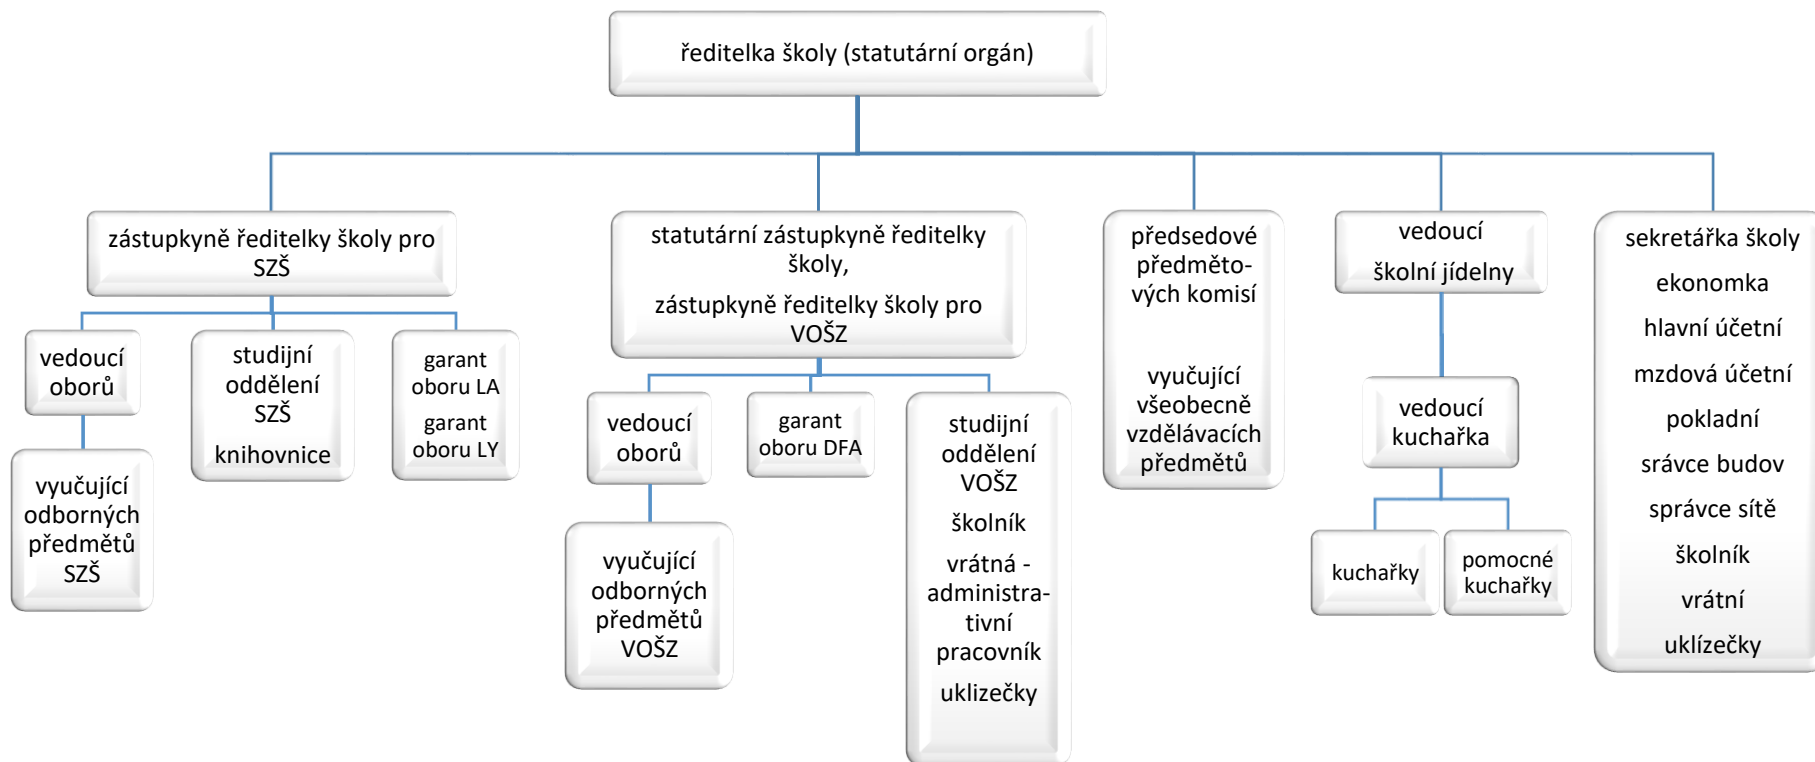 ředitelka školy (statutární orgán)
zástupkyně ředitelky školy pro
SZŠ
vedoucí
oborů
vyučující
odborných
předmětů
SZŠ
studijní
oddělení
SZŠ
knihovnice
garant
oboru LA
garant
oboru LY
statutární zástupkyně ředitelky
školy,
zástupkyně ředitelky školy pro
VOŠZ
vedoucí
oborů
vyučující
odborných
předmětů
VOŠZ
garant
oboru DFA
studijní
oddělení
VOŠZ
školník
vrátná -
administra-
tivní
pracovník
uklizečky
předsedové
předměto-
vých komisí
vyučující
všeobecně
vzdělávacích
předmětů
vedoucí
školní jídelny
vedoucí
kuchařka
kuchařky
pomocné
kuchařky
sekretářka školy
ekonomka
hlavní účetní
mzdová účetní
pokladní
srávce budov
správce sítě
školník
vrátní
uklízečky